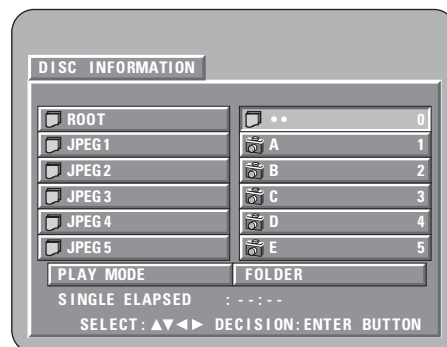 DISC INFORMATION
ROOT
•• 0
JPEG1
A 1
JPEG2
B 2
JPEG3
C 3
JPEG4
D 4
JPEG5
E 5
PLAY MODE FOLDER
SINGLE ELAPSED : --:--
SELECT: ▲▼◄► DECISION:ENTER BUTTON